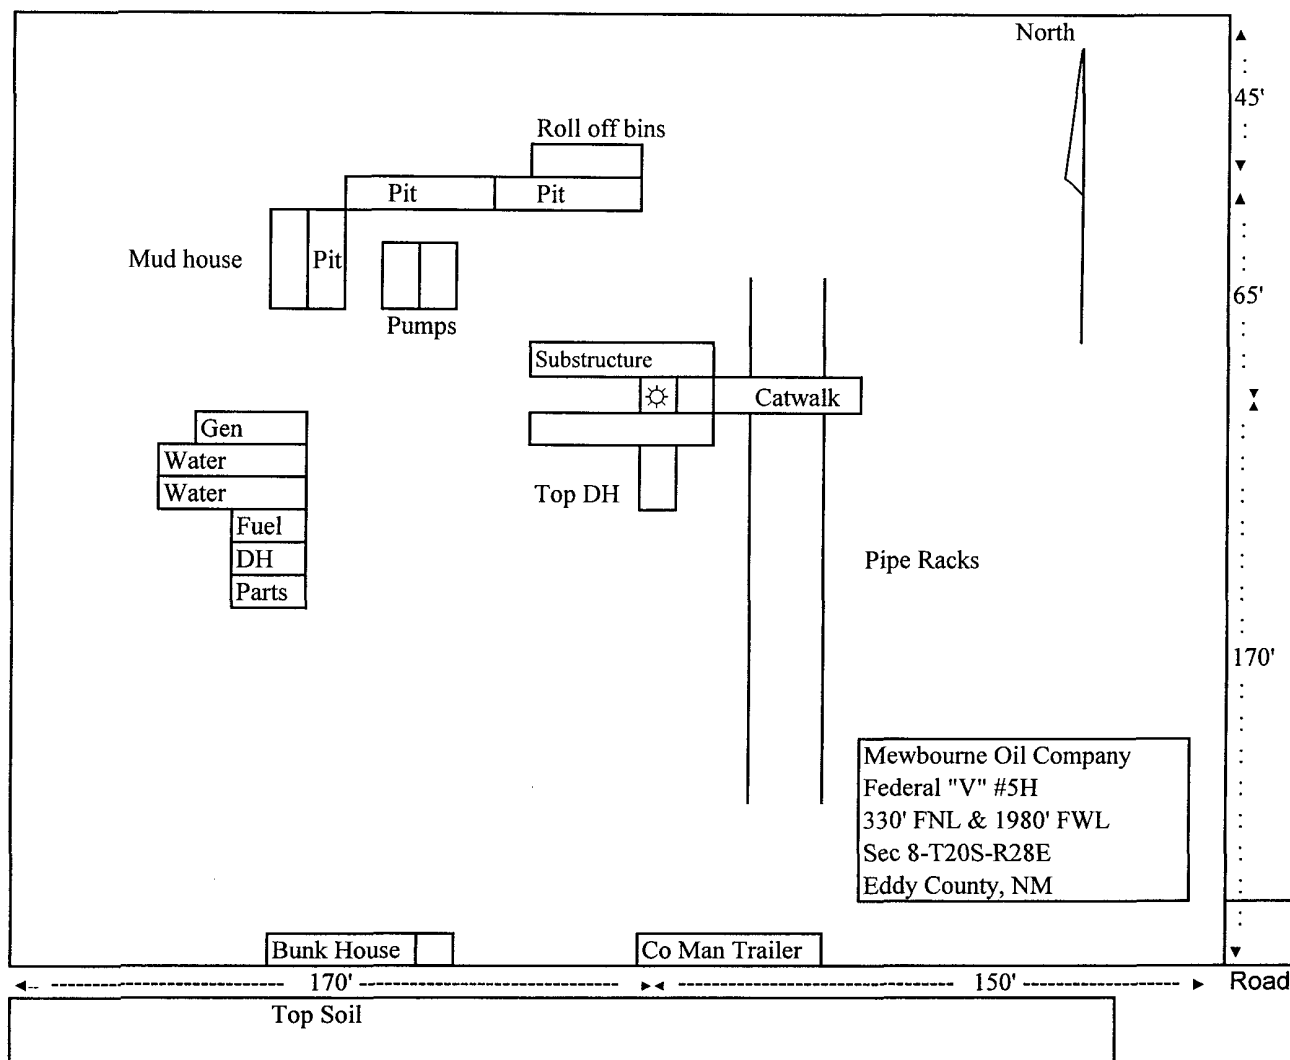 North
45'
Roll off bins
Pit
Pit
Mud house
Pit
65'
Pumps
Substructure
Catwalk
Gen
Water
Water
Top DH
Fuel
DH
Pipe Racks
Parts
170'
Mewbourne Oil Company
Federal "V" #5H
330' FNL & 1980' FWL
Sec 8-T20S-R28E
Eddy County, NM
Bunk House
Co Man Trailer
170'
150'
Road
Top Soil